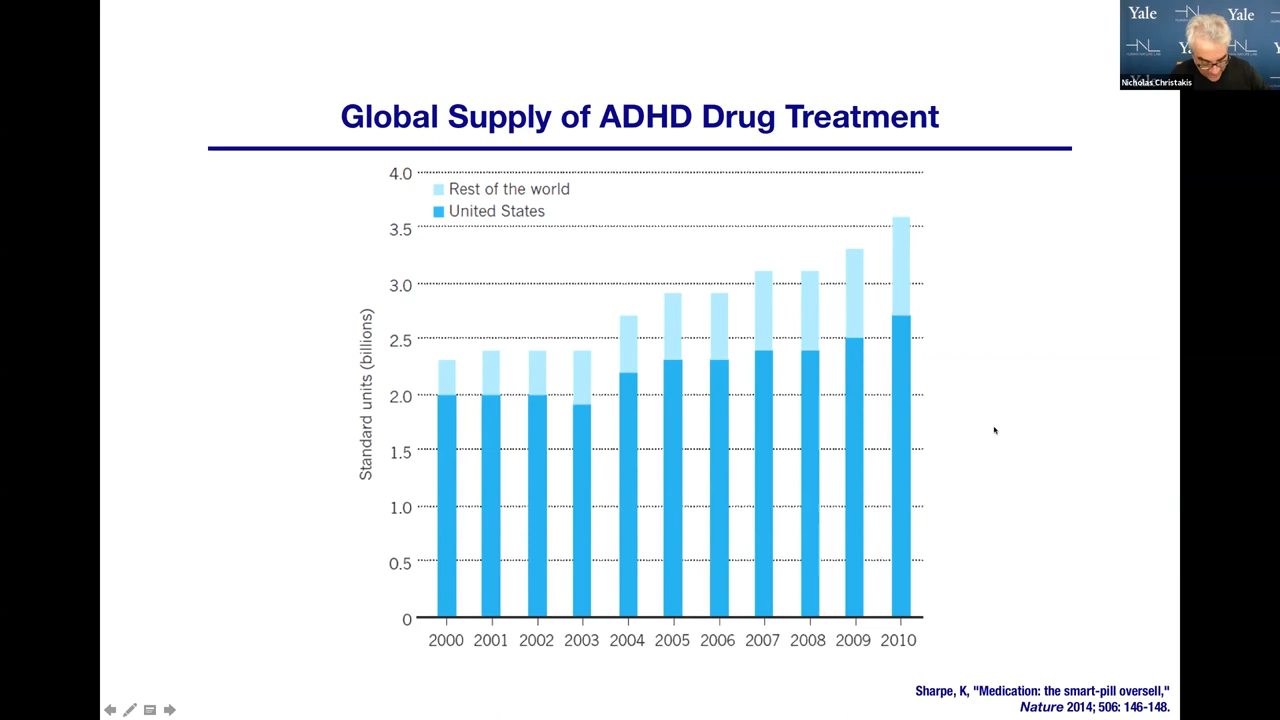 Yale
Yale
Nicholas Christakis
Global Supply of ADHD Drug Treatment
4.0
Rest of the world
United States
3.5
3.0
2.5
2.0
1.5
1.0
0.5
0
Standard units (billions)
2000 2001 2002 2003 2004 2005 2006 2007 2008 2009 2010
Sharpe, K, "Medication: the smart-pill oversell,"
Nature 2014; 506: 146-148.